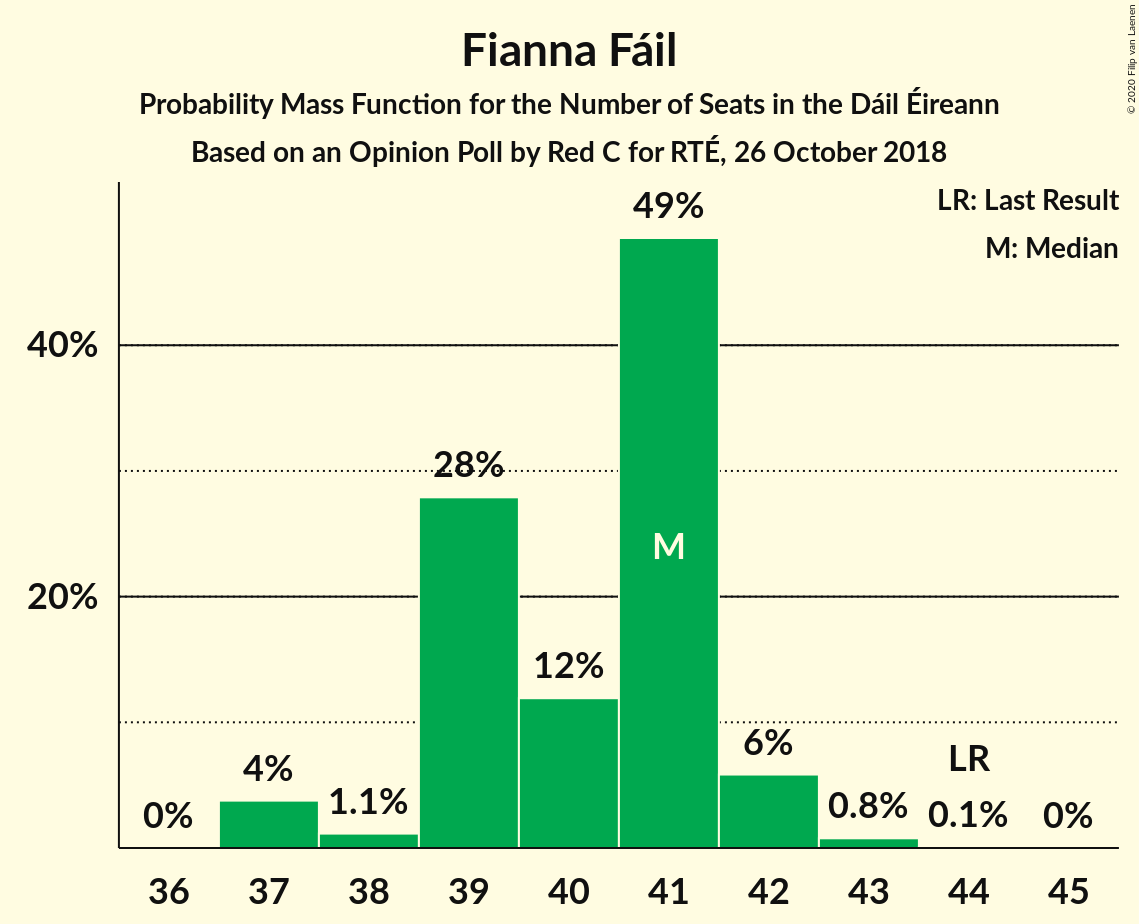 Fianna Fáil
Probability Mass Function for the Number of Seats in the Dáil Éireann
Based on an Opinion Poll by Red C for RTÉ, 26 October 2018
© 2020 Filip van Laenen
LR: Last Result
M: Median
49%
40%
28%
M
20%
12%
6%
LR
4%
1.1%
0.8%
0%
0.1%
0%
36 37 38 39 40 41 42 43 44 45